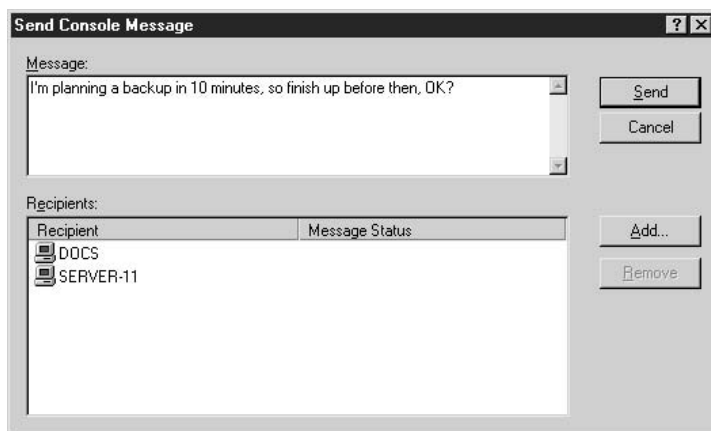 Send Console Message
Message:
I'm planning a backup in 10 minutes, so finish up before then, OK?
Send
Cancel
Recipients:
Recipient Message Status
DOCS
SERVER-11
Add...
Remove